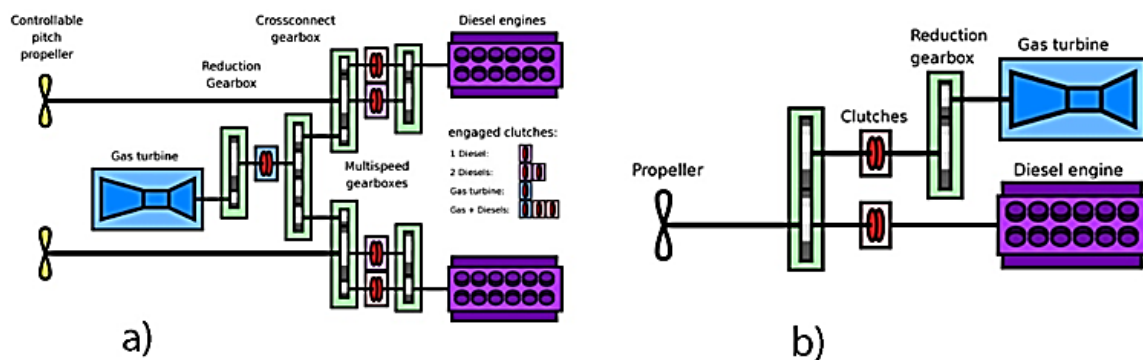 Controllable
pitch
propeller
Crossconnect
gearbox
Diesel engines
Reduction
Gearbox
Gas turbine
Multispeed
gearboxes
engaged clutches:
1 Diesel:
2 Diesels:
Gas turbine:
Gas + Diesels:
a)
Reduction
gearbox
Gas turbine
Clutches
Propeller
Diesel engine
b)